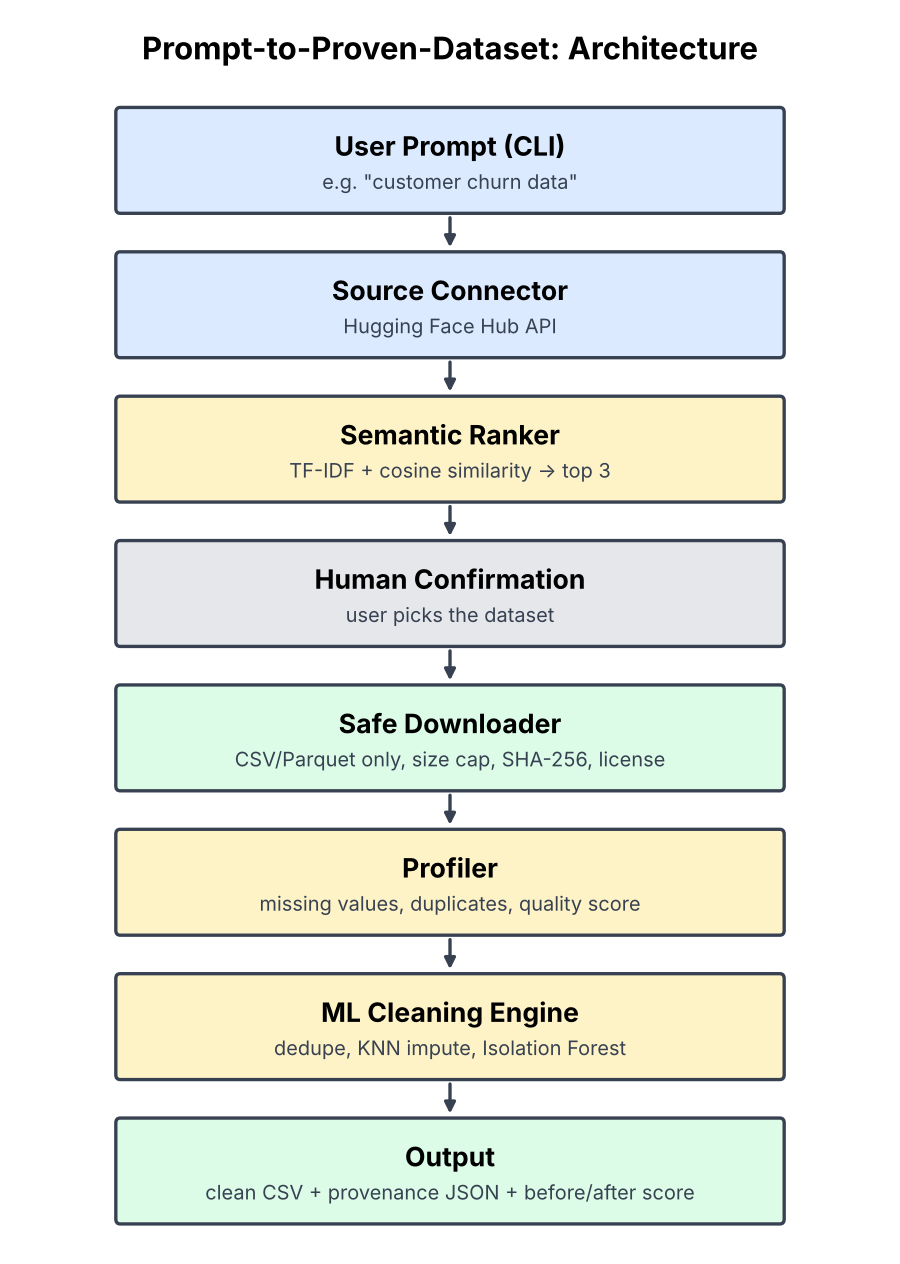 Prompt-to-Proven-Dataset: Architecture
User Prompt (CLI)
e.g. "customer churn data"
Source Connector
Hugging Face Hub API
Semantic Ranker
TF-IDF + cosine similarity → top 3
Human Confirmation
user picks the dataset
Safe Downloader
CSV/Parquet only, size cap, SHA-256, license
Profiler
missing values, duplicates, quality score
ML Cleaning Engine
dedupe, KNN impute, Isolation Forest
Output
clean CSV + provenance JSON + before/after score